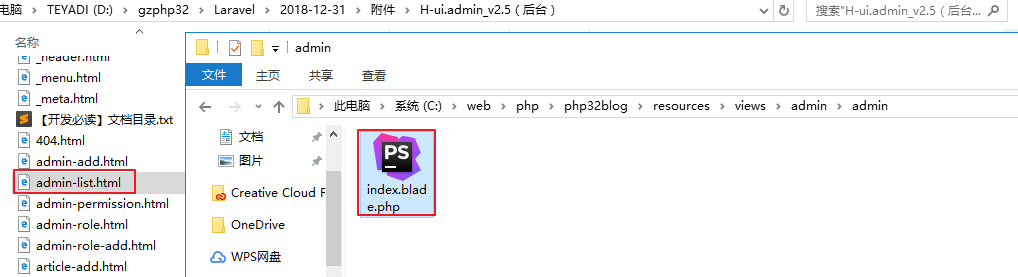 电脑 > TEYADI (D:) > gzphp32 > Laravel > 2018-12-31 > 附件 > H-ui.admin_v2.5 ( 后台 )
搜索"H-ui.admin_v2.5 ( 后台...
名称
_header.html
_menu.html
_meta.html
【开发必读】文档目录.txt
404.html
admin-add.html
admin-list.html
admin-permission.html
admin-role.html
admin-role-add.html
article-add.html
admin
文件 主页 共享 查看
此电脑 > 系统 (C:) > web > php > php32blog > resources > views > admin > admin
文档
图片
Creative Cloud F
OneDrive
WPS网盘
PS
index.blad
e.php